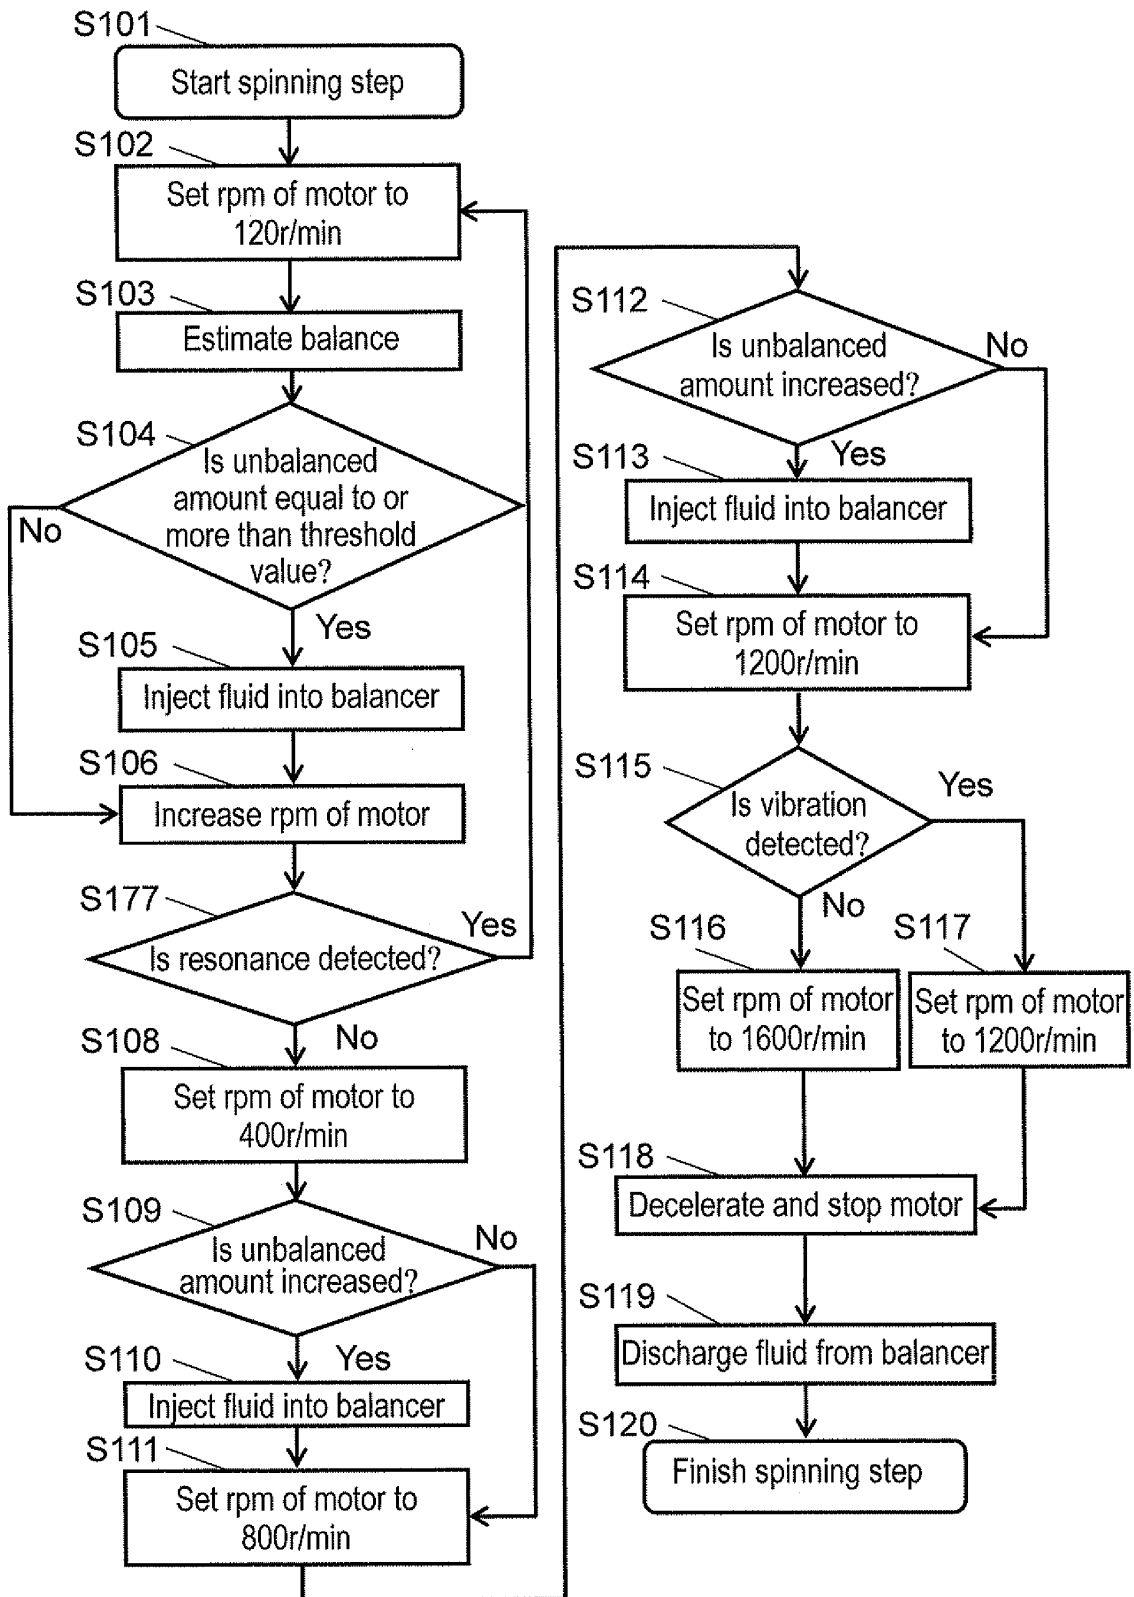 S101
Start spinning step
S102
Set rpm of motor to
120r/min
S103
Estimate balance
S104
Is unbalanced
amount equal to or
more than threshold
value?
No
Yes
S105
Inject fluid into balancer
S106
Increase rpm of motor
S177
Is resonance detected?
Yes
No
S108
Set rpm of motor to
400r/min
S109
Is unbalanced
amount increased?
No
Yes
S110
Inject fluid into balancer
S111
Set rpm of motor to
800r/min
S112
Is unbalanced
amount increased?
No
Yes
S113
Inject fluid into balancer
S114
Set rpm of motor to
1200r/min
S115
Is vibration
detected?
Yes
No
S116
Set rpm of motor
to 1600r/min
S117
Set rpm of motor
to 1200r/min
S118
Decelerate and stop motor
S119
Discharge fluid from balancer
S120
Finish spinning step